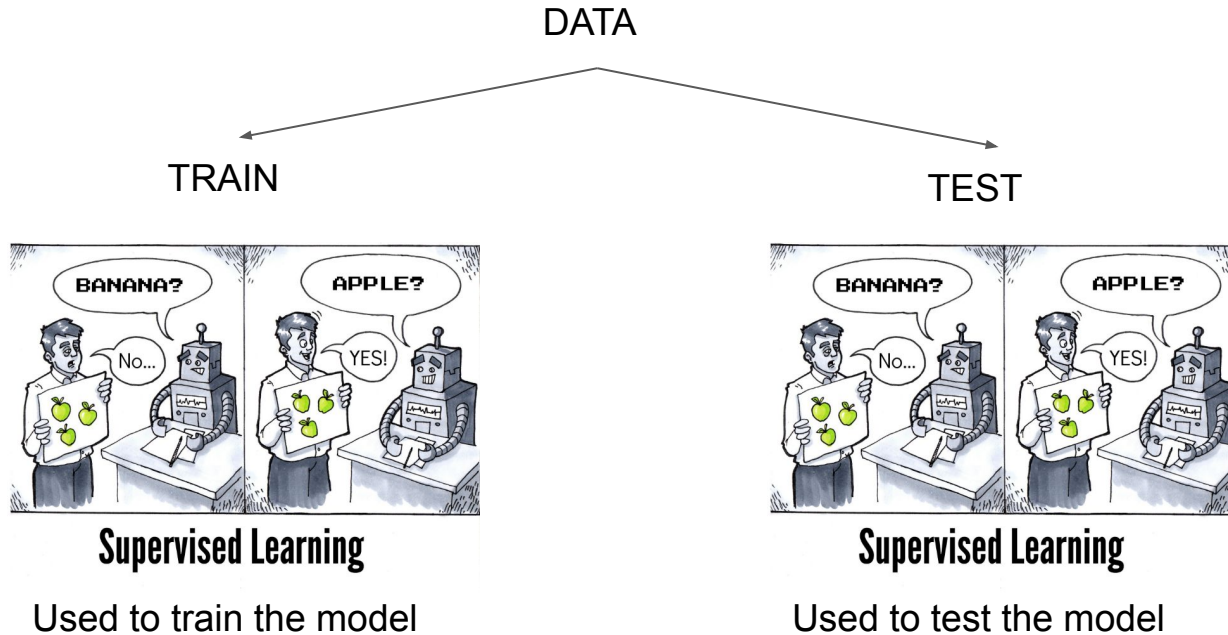 DATA
TRAIN
TEST
BANANA?
No...
APPLE?
YES!
Supervised Learning
Used to train the model
BANANA?
No...
APPLE?
YES!
Supervised Learning
Used to test the model